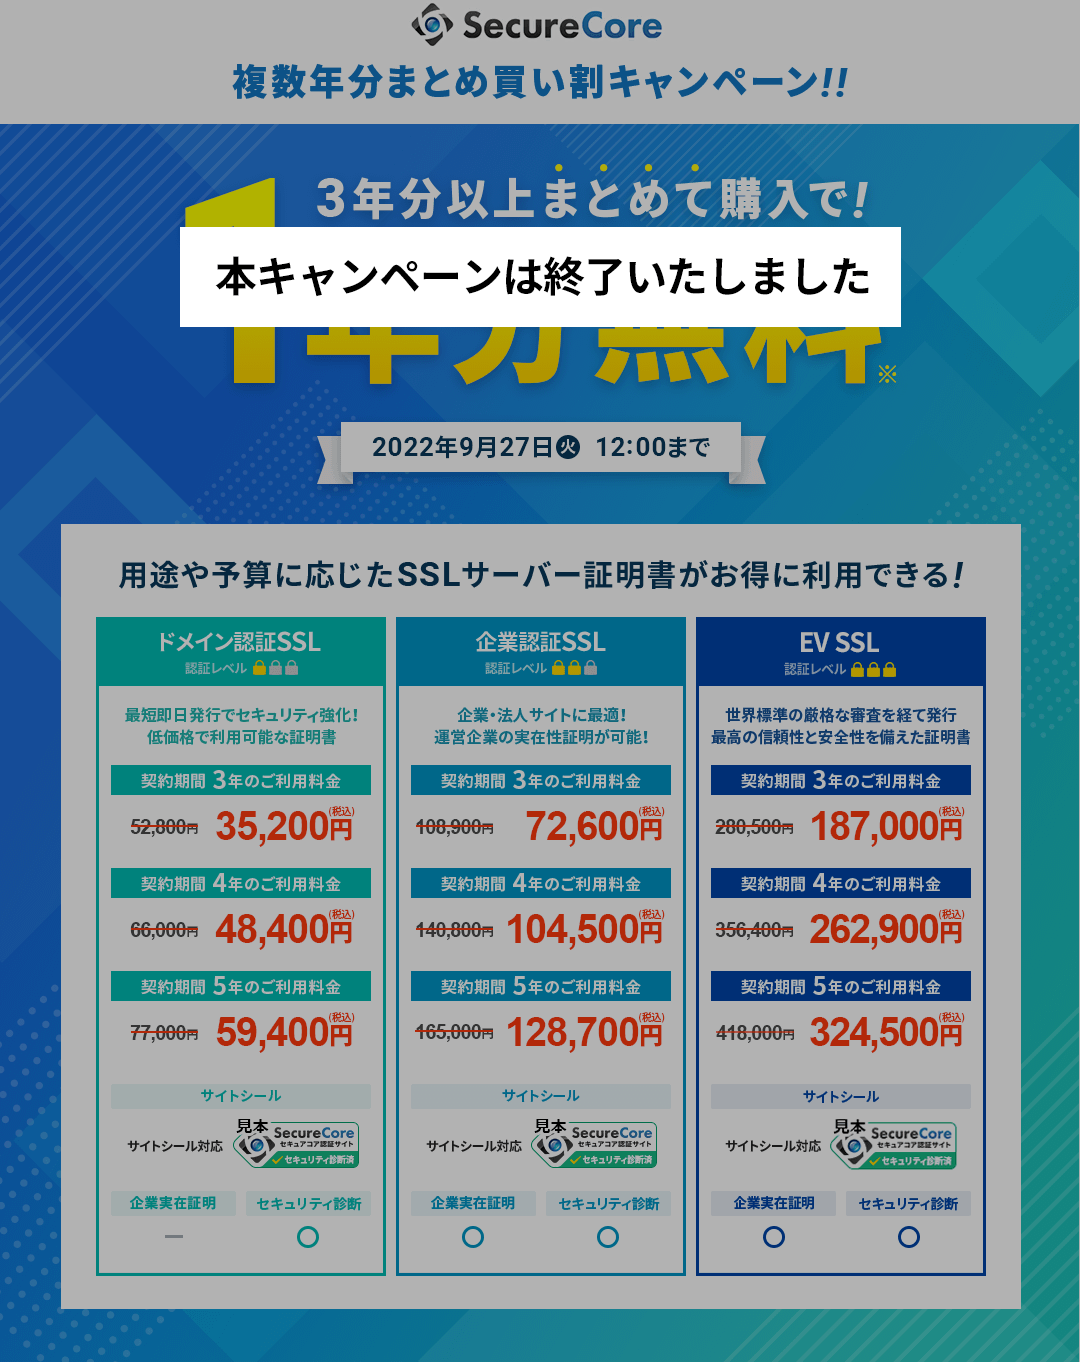 SecureCore
複数年分まとめ買い割キャンペーン!!
3年分以上まとめて購入で!
本キャンペーンは終了いたしました
1年分無料※
2022年9月27日火 12:00まで
用途や予算に応じたSSLサーバー証明書がお得に利用できる!
ドメイン認証SSL
認証レベル
最短即日発行でセキュリティ強化!
低価格で利用可能な証明書
契約期間 3年のご利用料金
52,800円 35,200円(税込)
契約期間 4年のご利用料金
66,000円 48,400円(税込)
契約期間 5年のご利用料金
77,000円 59,400円(税込)
サイトシール
サイトシール対応
見本
SecureCore
セキュアコア認証サイト
セキュリティ診断済
企業実在証明 セキュリティ診断
ー ○
企業認証SSL
認証レベル
企業・法人サイトに最適!
運営企業の実在性証明が可能!
契約期間 3年のご利用料金
108,900円 72,600円(税込)
契約期間 4年のご利用料金
140,800円 104,500円(税込)
契約期間 5年のご利用料金
165,000円 128,700円(税込)
サイトシール
サイトシール対応
見本
SecureCore
セキュアコア認証サイト
セキュリティ診断済
企業実在証明 セキュリティ診断
○ ○
EV SSL
認証レベル
世界標準の厳格な審査を経て発行
最高の信頼性と安全性を備えた証明書
契約期間 3年のご利用料金
280,500円 187,000円(税込)
契約期間 4年のご利用料金
356,400円 262,900円(税込)
契約期間 5年のご利用料金
418,000円 324,500円(税込)
サイトシール
サイトシール対応
見本
SecureCore
セキュアコア認証サイト
セキュリティ診断済
企業実在証明 セキュリティ診断
○ ○